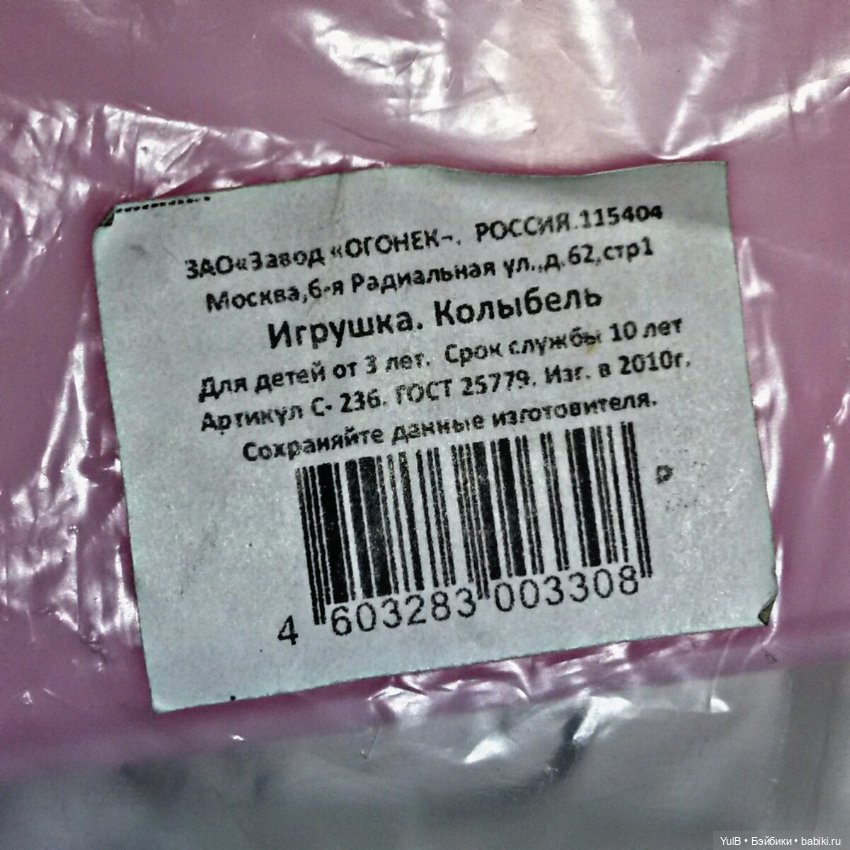 ЗАО«Завод «ОГОНЕК». РОССИЯ.115404
Москва,6-я Радиальная ул.,д.62,стр1
Игрушка. Колыбель
Для детей от 3 лет. Срок службы 10 лет
Артикул С- 236. ГОСТ 25779. Изг. в 2010г.
Сохраняйте данные изготовителя.
Р
4 603283 003308
YulB • Бэйбики • babiki.ru